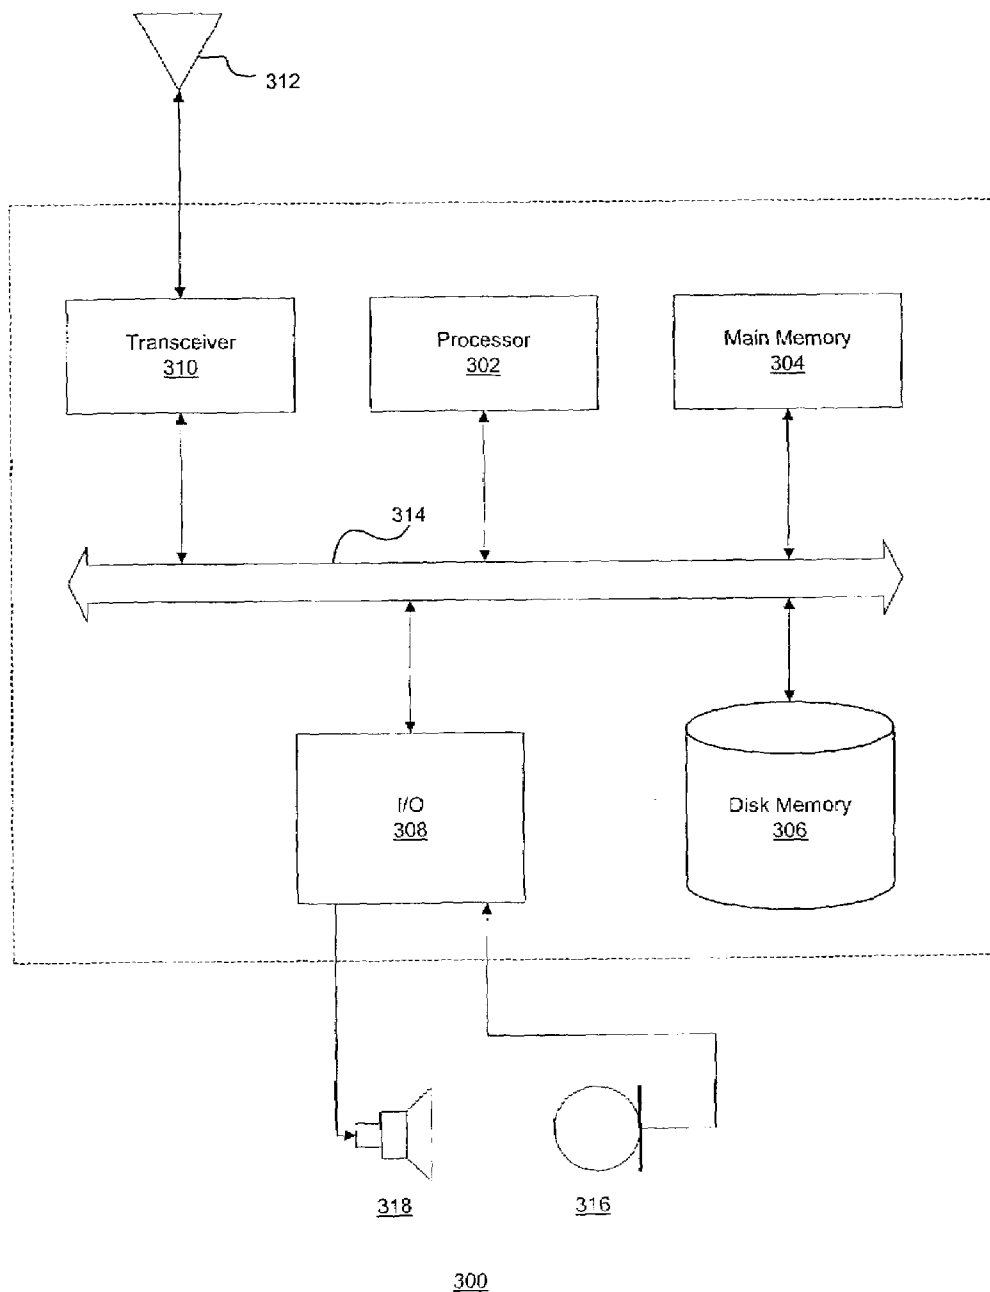 312
Transceiver
310
Processor
302
Main Memory
304
314
I/O
308
Disk Memory
306
318
316
300